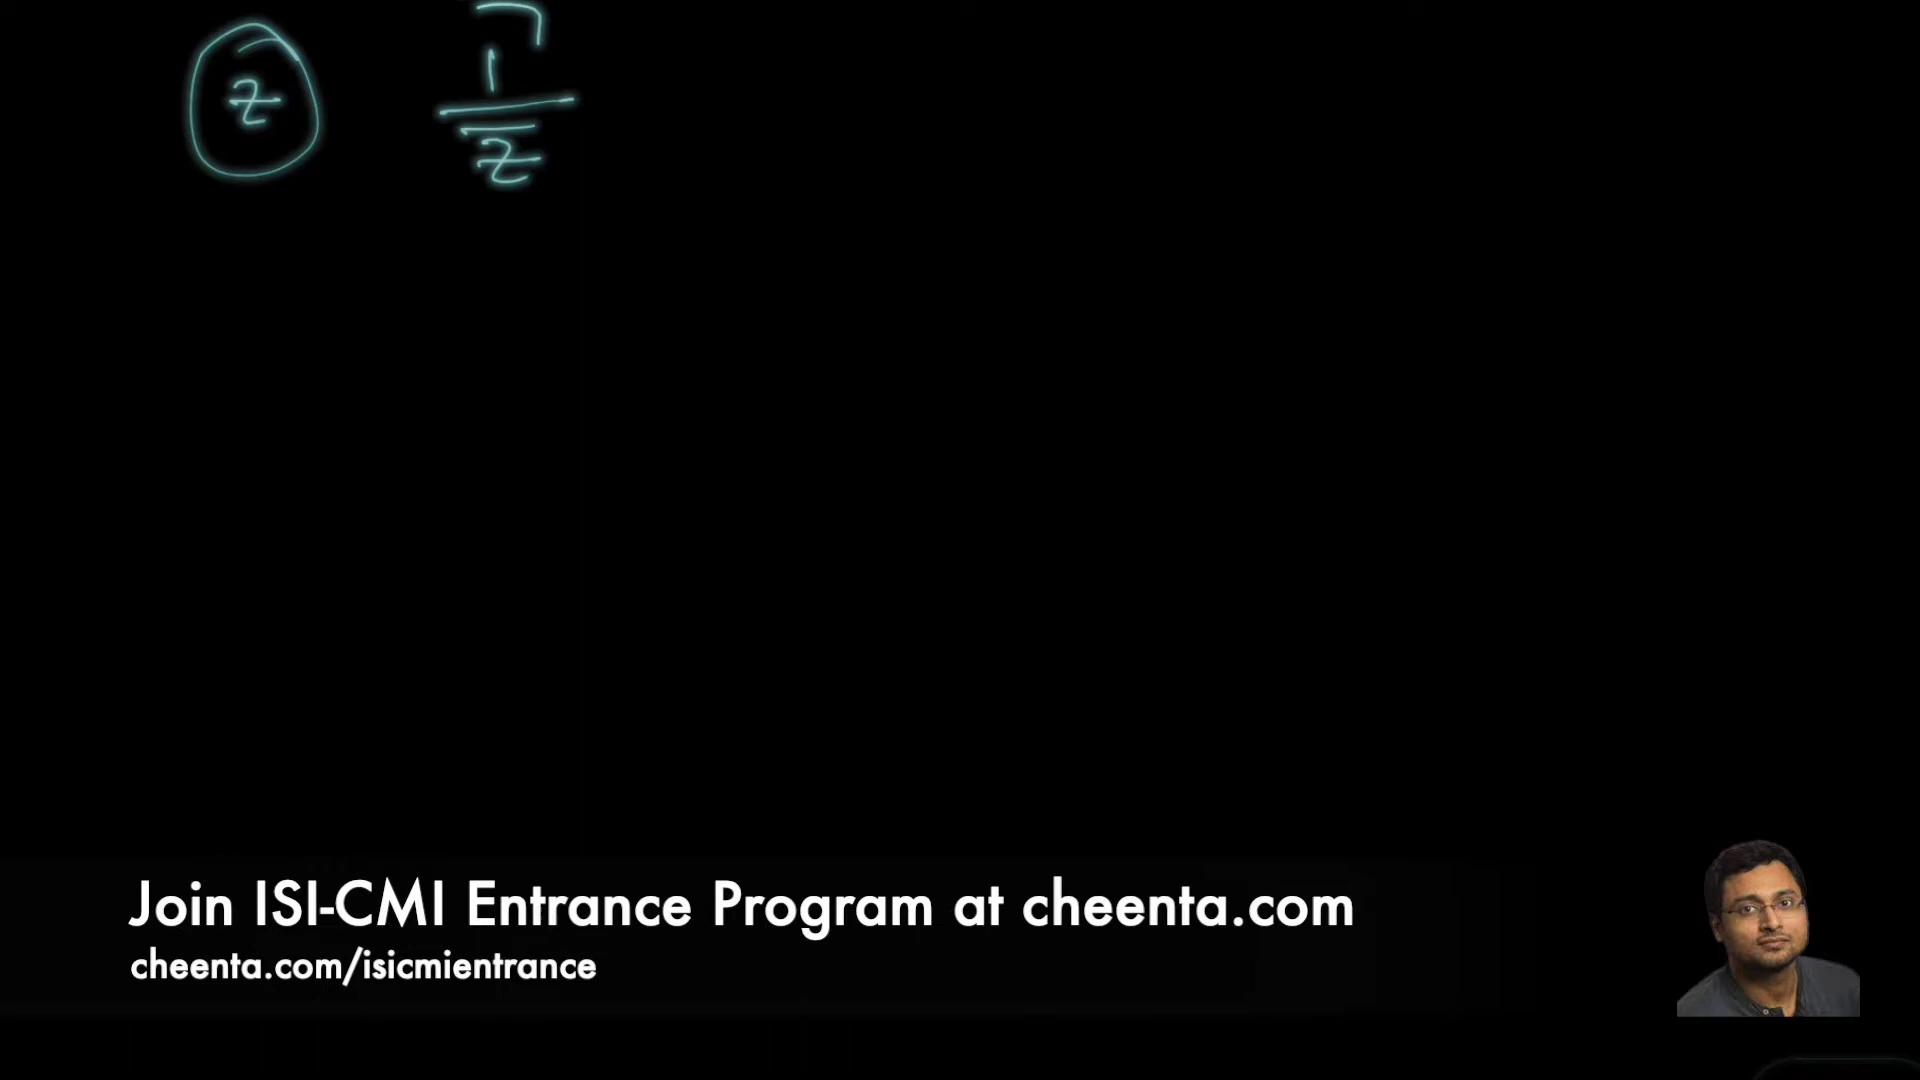 z 1/z̅
Join ISI-CMI Entrance Program at cheenta.com
cheenta.com/isicmientrance